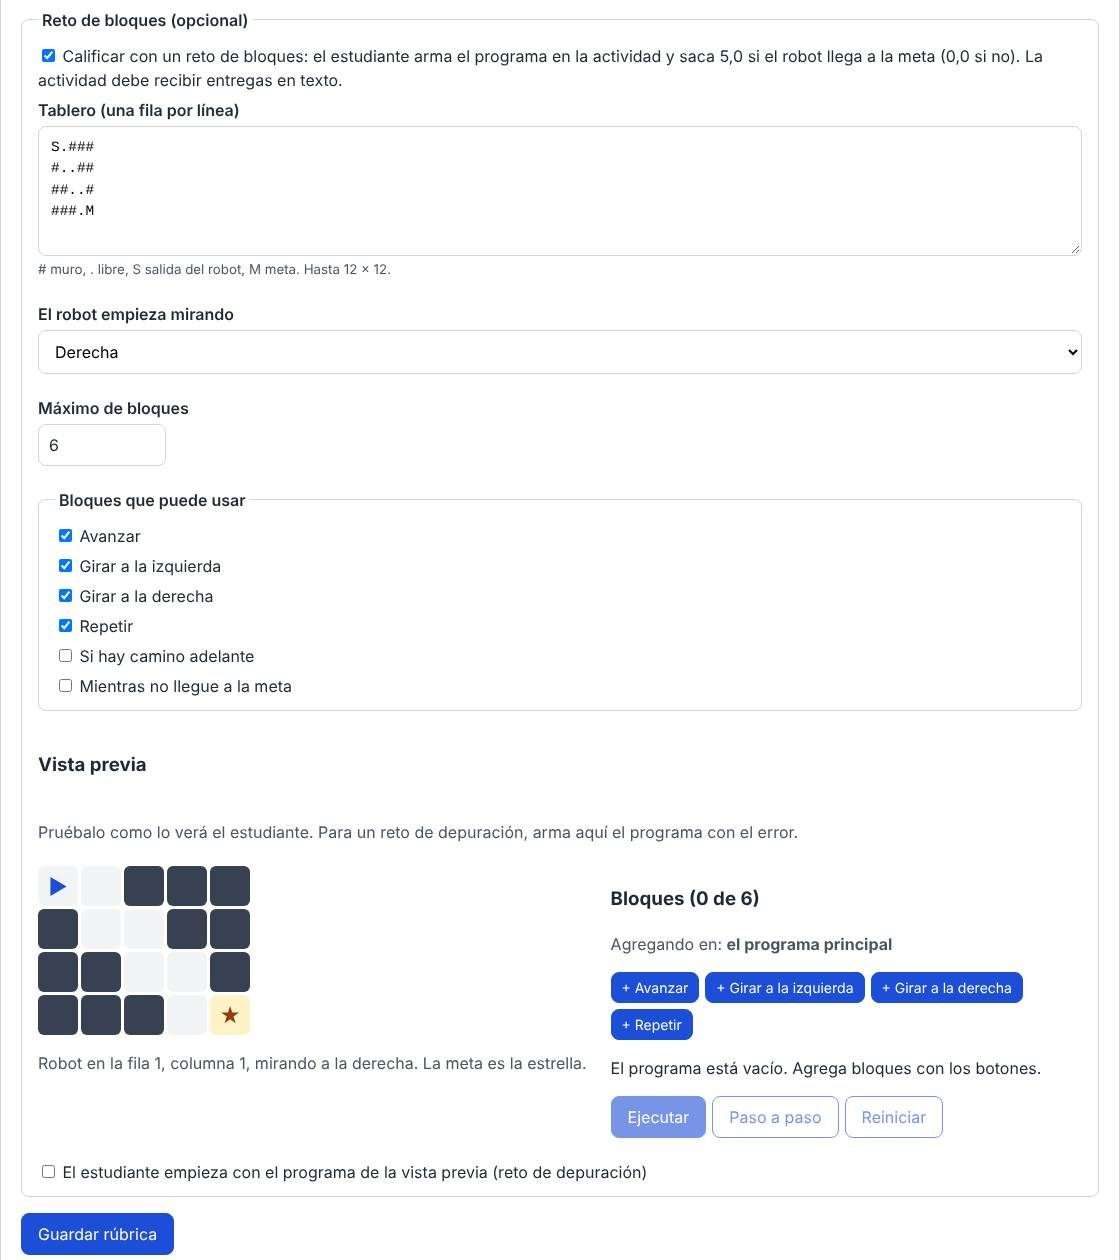 Reto de bloques (opcional)
Calificar con un reto de bloques: el estudiante arma el programa en la actividad y saca 5,0 si el robot llega a la meta (0,0 si no). La
actividad debe recibir entregas en texto.
Tablero (una fila por línea)
S.###
#..##
##..#
###.M
# muro, . libre, S salida del robot, M meta. Hasta 12 × 12.
El robot empieza mirando
Derecha
Máximo de bloques
6
Bloques que puede usar
Avanzar
Girar a la izquierda
Girar a la derecha
Repetir
Si hay camino adelante
Mientras no llegue a la meta
Vista previa
Pruébalo como lo verá el estudiante. Para un reto de depuración, arma aquí el programa con el error.
Robot en la fila 1, columna 1, mirando a la derecha. La meta es la estrella.
Bloques (0 de 6)
Agregando en: el programa principal
+ Avanzar + Girar a la izquierda + Girar a la derecha
+ Repetir
El programa está vacío. Agrega bloques con los botones.
Ejecutar Paso a paso Reiniciar
El estudiante empieza con el programa de la vista previa (reto de depuración)
Guardar rúbrica